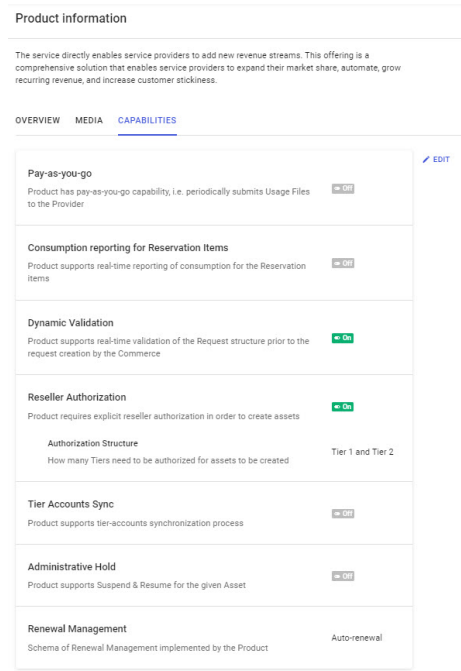 Product information
The service directly enables service providers to add new revenue streams. This offering is a
comprehensive solution that enables service providers to expand their market share, automate, grow
recurring revenue, and increase customer stickiness.
OVERVIEW MEDIA CAPABILITIES
EDIT
Pay-as-you-go
Product has pay-as-you-go capability, i.e. periodically submits Usage Files
to the Provider
Off
Consumption reporting for Reservation Items
Product supports real-time reporting of consumption for the Reservation
items
Off
Dynamic Validation
Product supports real-time validation of the Request structure prior to the
request creation by the Commerce
On
Reseller Authorization
Product requires explicit reseller authorization in order to create assets
On
Authorization Structure
How many Tiers need to be authorized for assets to be created
Tier 1 and Tier 2
Tier Accounts Sync
Product supports tier-accounts synchronization process
Off
Administrative Hold
Product supports Suspend & Resume for the given Asset
Off
Renewal Management
Schema of Renewal Management implemented by the Product
Auto-renewal